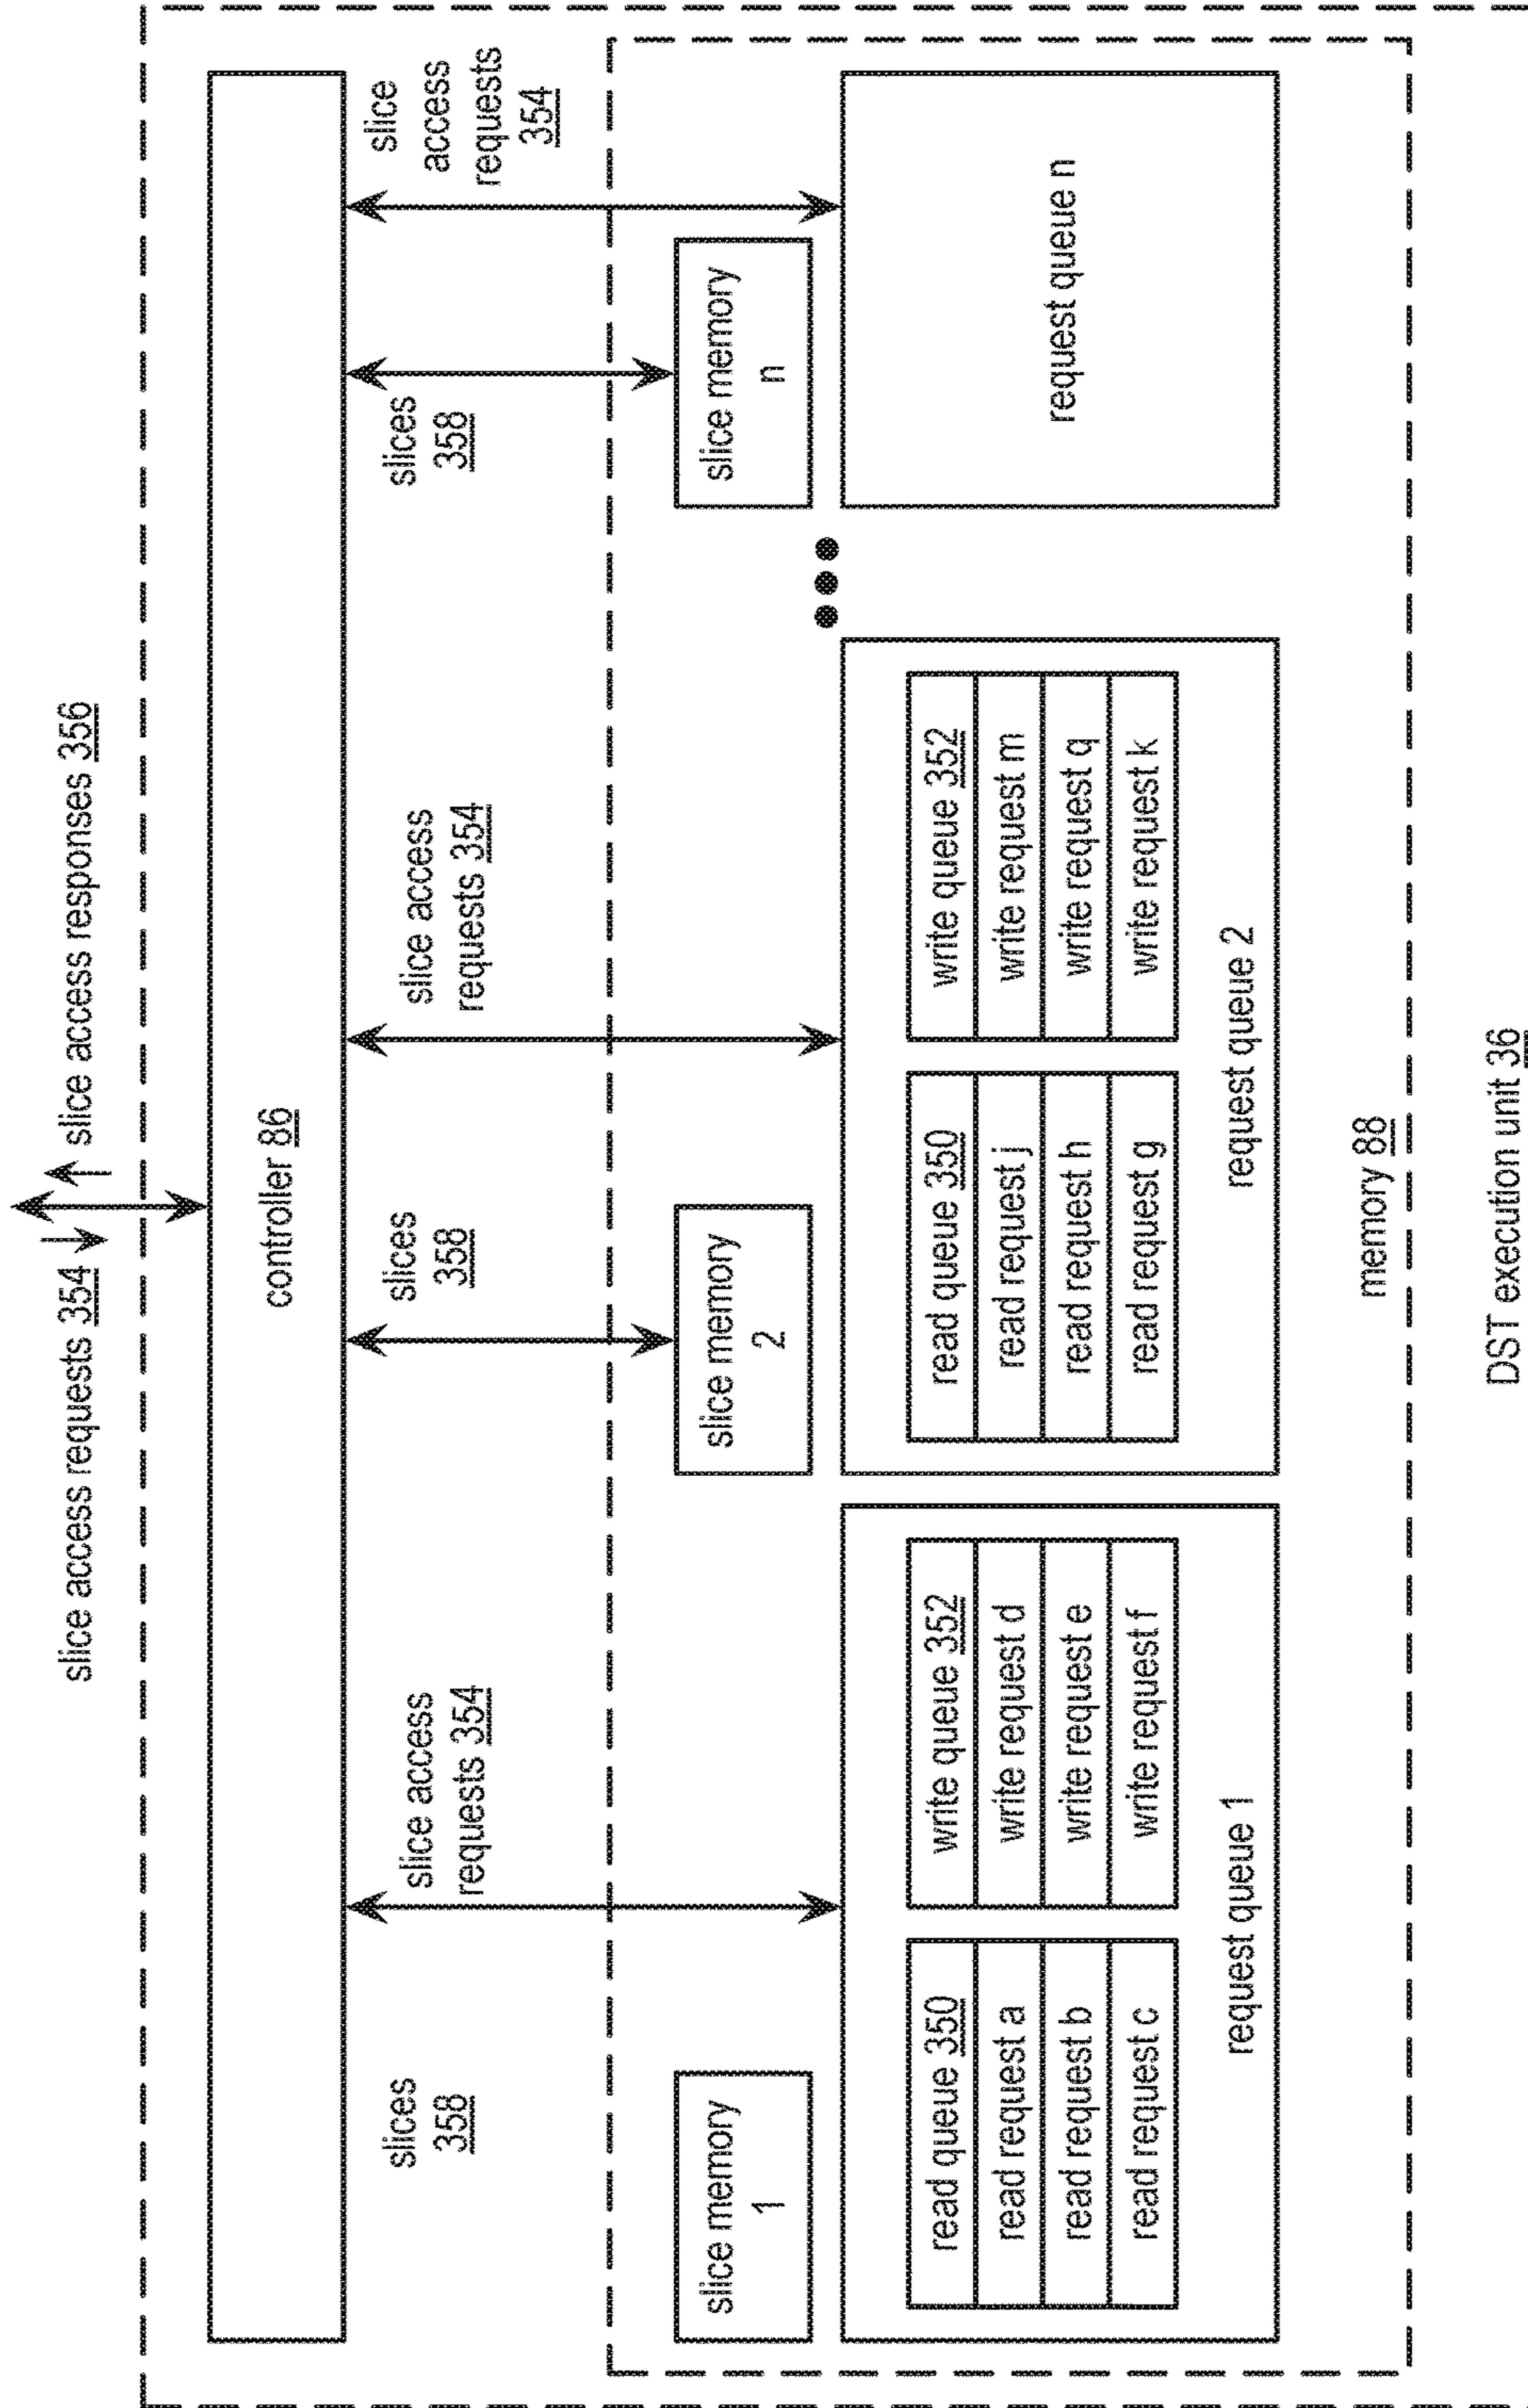 slice access requests 354
slice access responses 356
controller 86
slices
358
slice access
requests 354
slices
358
slice access
requests 354
slices
358
slice
access
requests
354
slice memory
1
slice memory
2
slice memory
n
read queue 350
read request a
read request b
read request c
write queue 352
write request d
write request e
write request f
request queue 1
read queue 350
read request j
read request h
read request g
write queue 352
write request m
write request q
write request k
request queue 2
request queue n
memory 88
DST execution unit 36